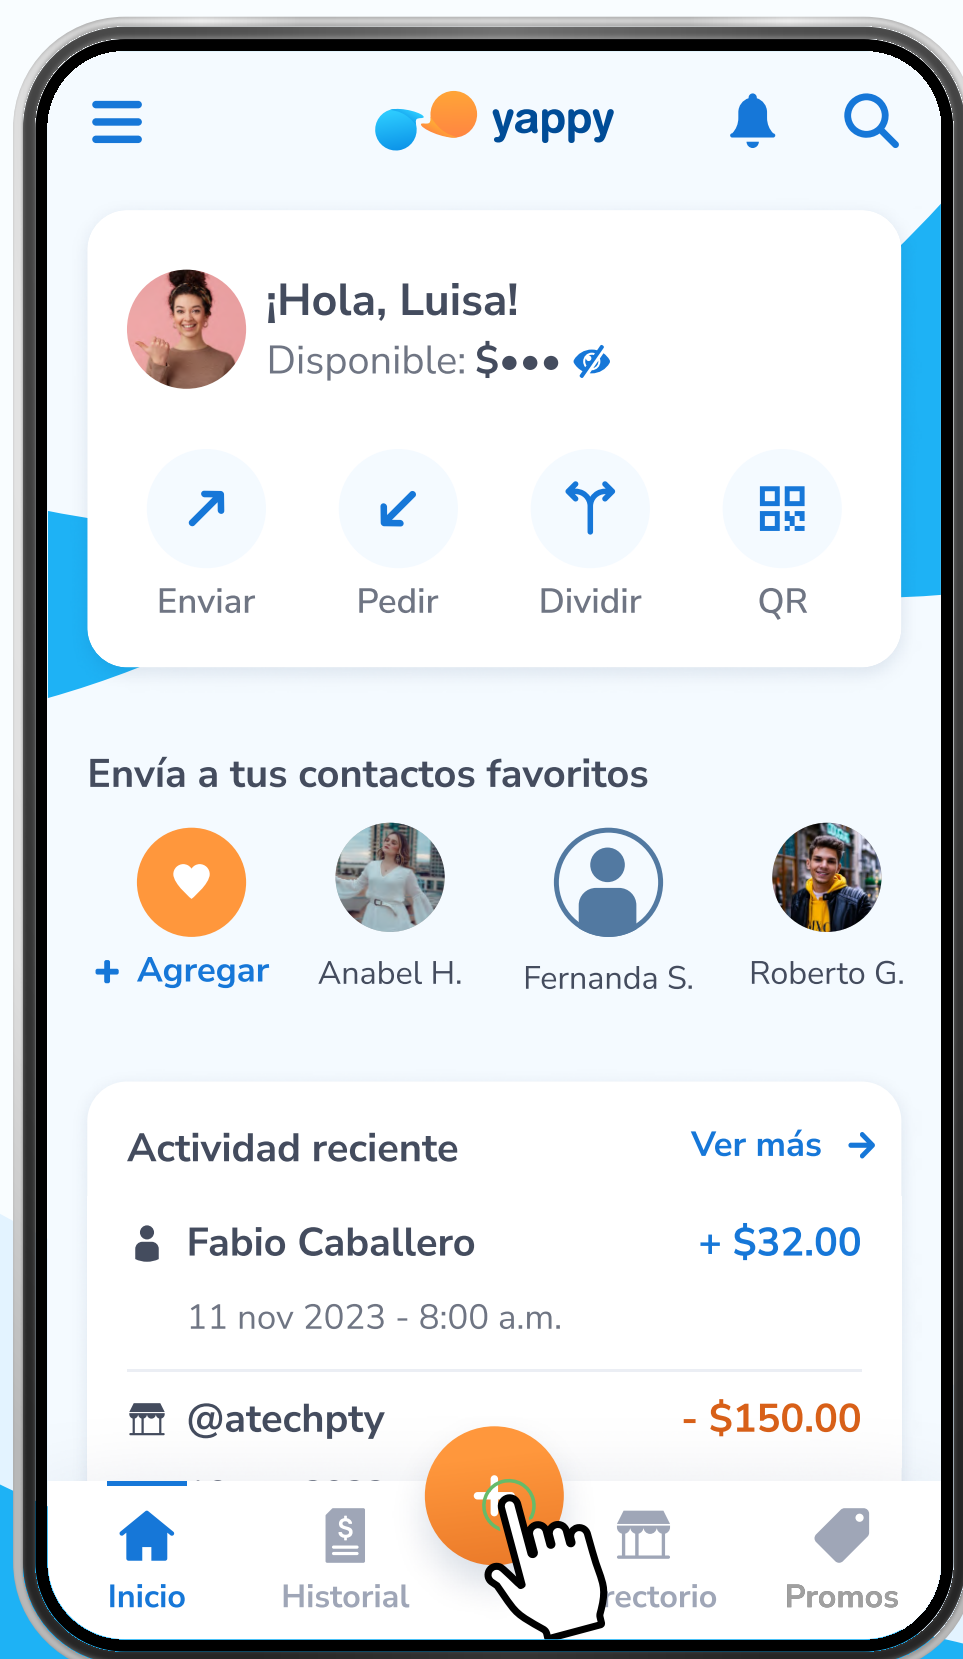 yappy
¡Hola, Luisa!
Disponible: $•••
Enviar Pedir Dividir QR
Envía a tus contactos favoritos
+ Agregar Anabel H. Fernanda S. Roberto G.
Actividad reciente Ver más →
Fabio Caballero + $32.00
11 nov 2023 - 8:00 a.m.
@atechpty - $150.00
Inicio Historial rectorio Promos